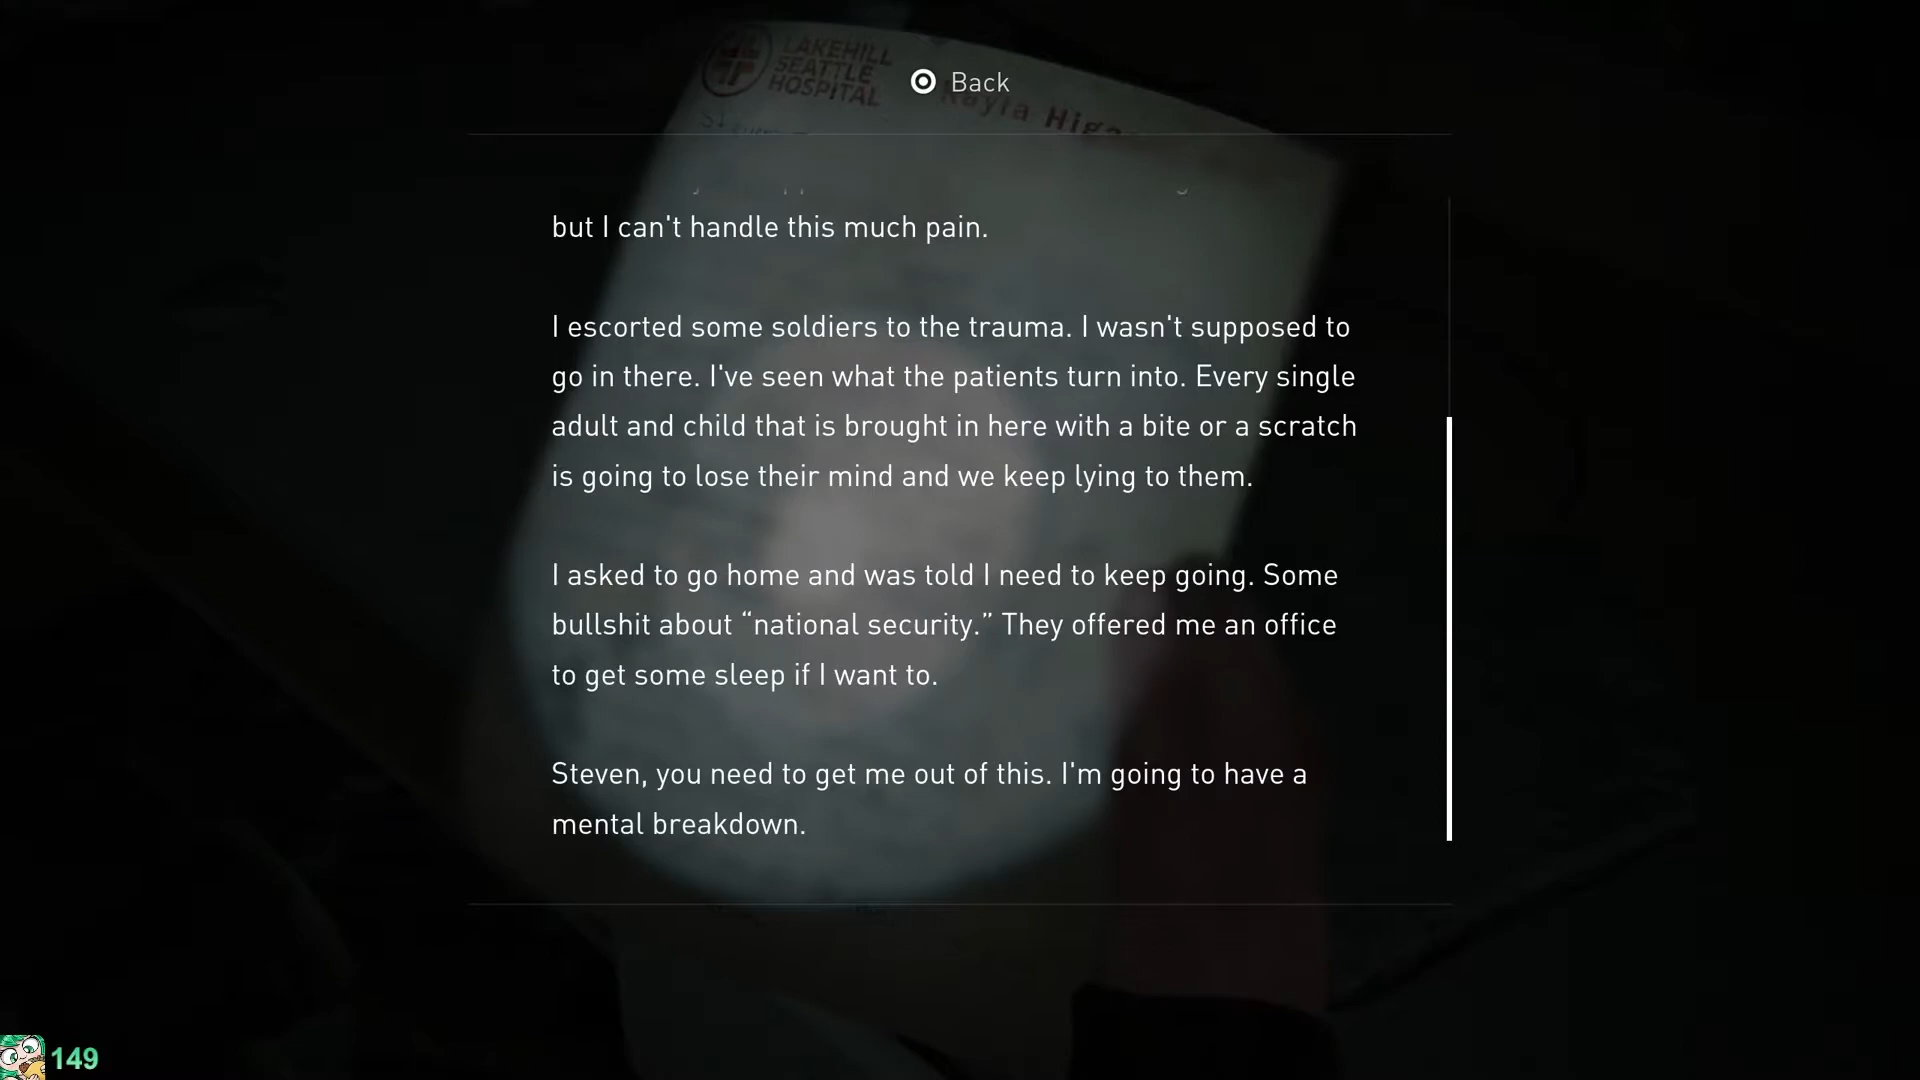 LAKEHILL
SEATTLE
HOSPITAL
Back
Kayla
but I can't handle this much pain.
I escorted some soldiers to the trauma. I wasn't supposed to
go in there. I've seen what the patients turn into. Every single
adult and child that is brought in here with a bite or a scratch
is going to lose their mind and we keep lying to them.
I asked to go home and was told I need to keep going. Some
bullshit about “national security.” They offered me an office
to get some sleep if I want to.
Steven, you need to get me out of this. I'm going to have a
mental breakdown.
149